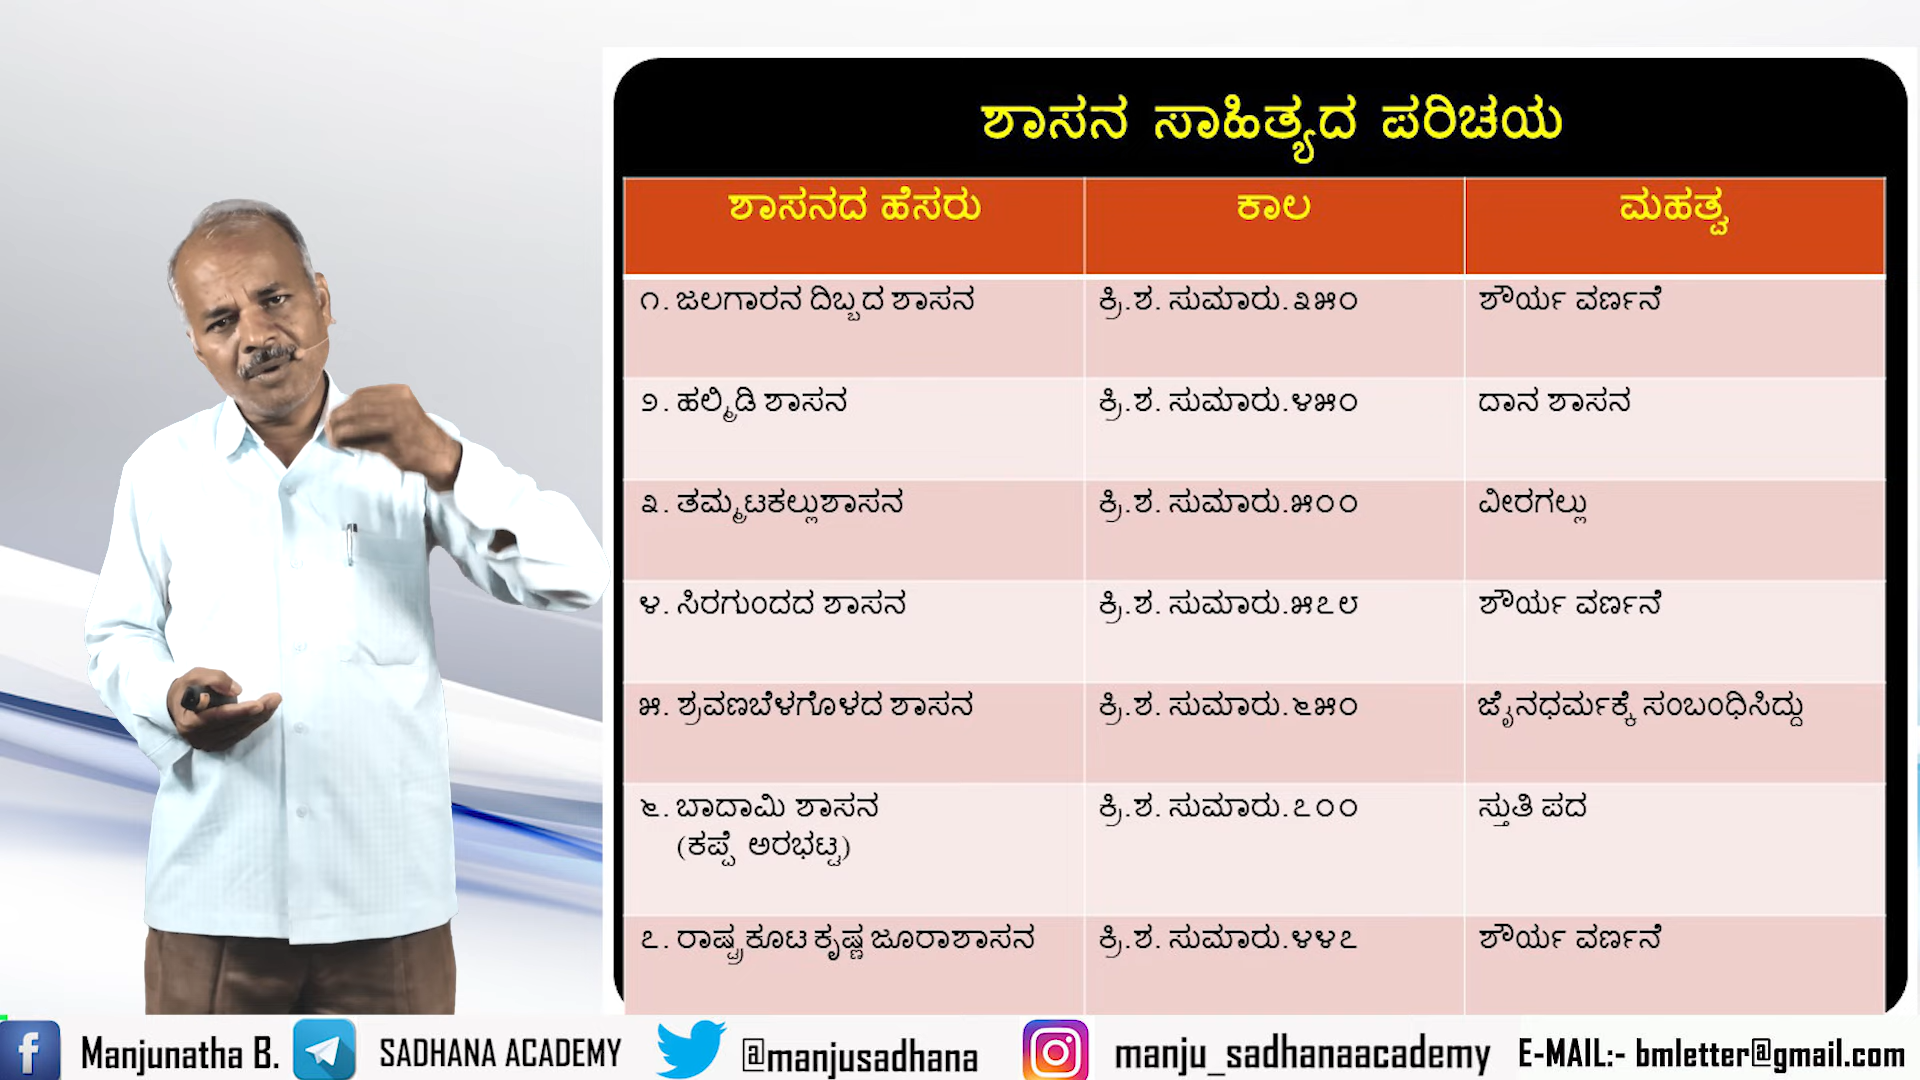 ಶಾಸನ ಸಾಹಿತ್ಯದ ಪರಿಚಯ
ಶಾಸನದ ಹೆಸರು ಕಾಲ ಮಹತ್ವ
೧. ಜಲಗಾರನ ದಿಬ್ಬದ ಶಾಸನ ಕ್ರಿ.ಶ. ಸುಮಾರು.೩೫೦ ಶೌರ್ಯ ವರ್ಣನೆ
೨. ಹಲ್ಮಿಡಿ ಶಾಸನ ಕ್ರಿ.ಶ. ಸುಮಾರು.೪೫೦ ದಾನ ಶಾಸನ
೩. ತಮ್ಮಟಕಲ್ಲುಶಾಸನ ಕ್ರಿ.ಶ. ಸುಮಾರು.೫೦೦ ವೀರಗಲ್ಲು
೪. ಸಿರಗುಂದದ ಶಾಸನ ಕ್ರಿ.ಶ. ಸುಮಾರು.೫೭೮ ಶೌರ್ಯ ವರ್ಣನೆ
೫. ಶ್ರವಣಬೆಳಗೊಳದ ಶಾಸನ ಕ್ರಿ.ಶ. ಸುಮಾರು.೬೫೦ ಜೈನಧರ್ಮಕ್ಕೆ ಸಂಬಂಧಿಸಿದ್ದು
೬. ಬಾದಾಮಿ ಶಾಸನ ಕ್ರಿ.ಶ. ಸುಮಾರು.೭೦೦ ಸ್ತುತಿ ಪದ
(ಕಪ್ಪೆ ಅರಭಟ್ಟ)
೭. ರಾಷ್ಟ್ರಕೂಟ ಕೃಷ್ಣ ಜೂರಾಶಾಸನ ಕ್ರಿ.ಶ. ಸುಮಾರು.೪೪೭ ಶೌರ್ಯ ವರ್ಣನೆ
Manjunatha B. SADHANA ACADEMY @manjusadhana manju_sadhanaacademy E-MAIL:- bmletter@gmail.com